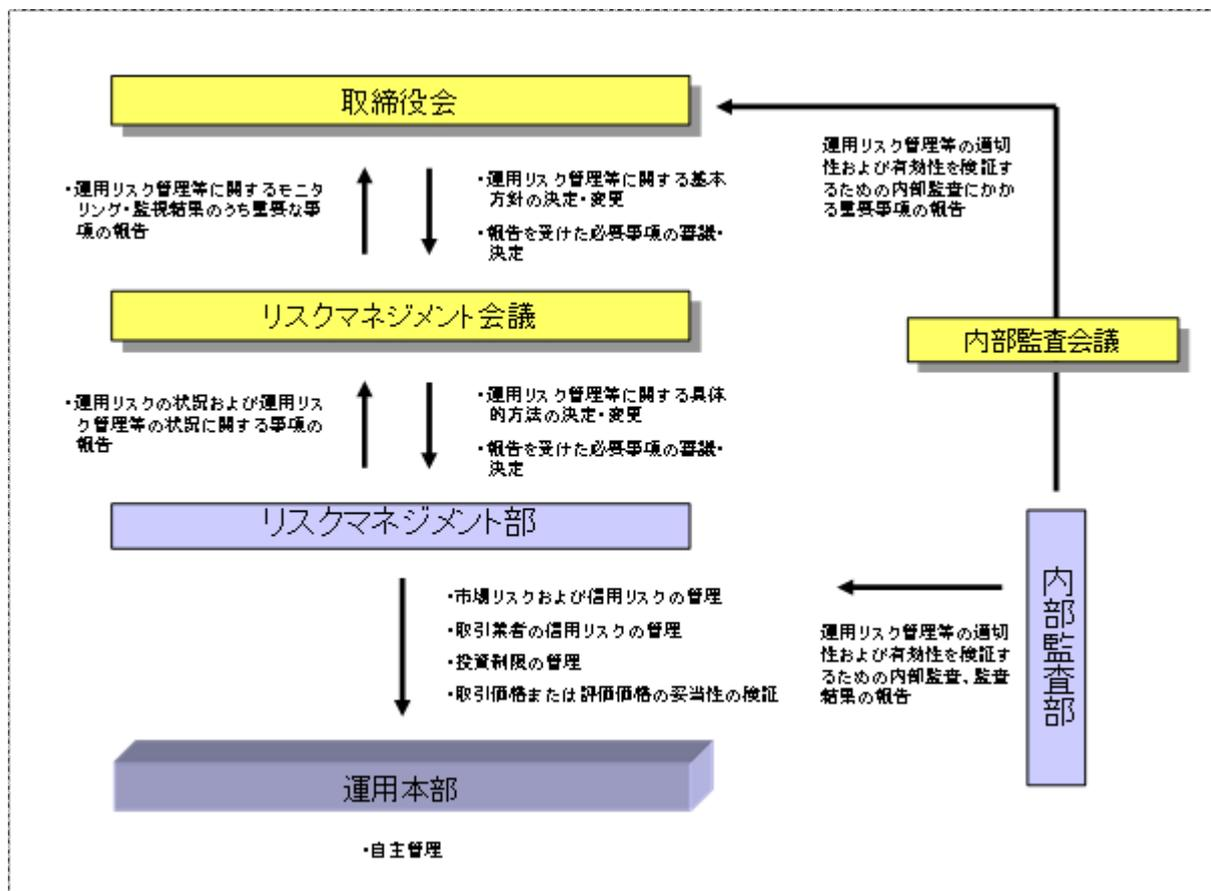 取締役会
・運用リスク管理等に関するモニ
タリング・監視結果のうち重要な事
項の報告
・運用リスク管理等に関する基本
方針の決定・変更
・報告を受けた必要事項の審議・
決定
運用リスク管理等の適切
性および有効性を検証す
るための内部監査にかか
る重要事項の報告
リスクマネジメント会議
内部監査会議
・運用リスクの状況および運用リス
ク管理等の状況に関する事項の
報告
・運用リスク管理等に関する具体
的方法の決定・変更
・報告を受けた必要事項の審議・
決定
リスクマネジメント部
・市場リスクおよび信用リスクの管理
・取引業者の信用リスクの管理
・投資制限の管理
・取引価格または評価価格の妥当性の検証
運用リスク管理等の適切
性および有効性を検証す
るための内部監査、監査
結果の報告
内部監査部
運用本部
・自主管理